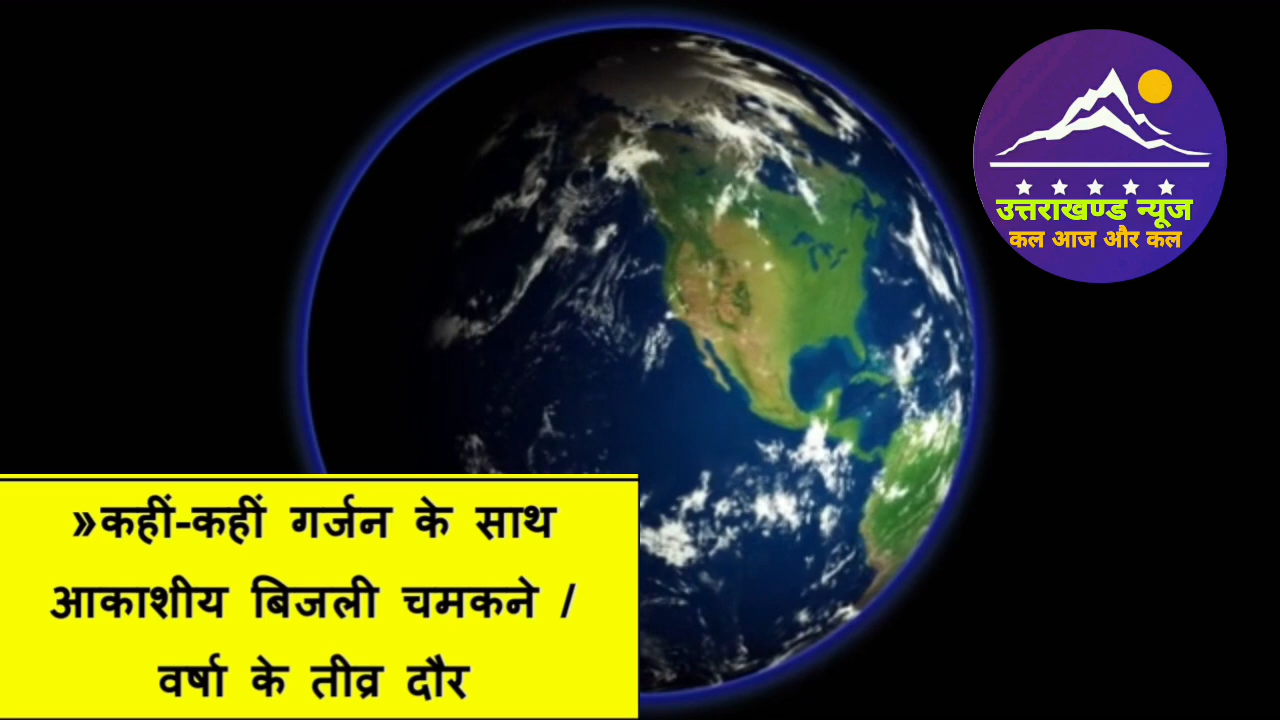 उत्तराखण्ड न्यूज
कल आज और कल
»कहीं-कहीं गर्जन के साथ
आकाशीय बिजली चमकने /
वर्षा के तीव्र दौर